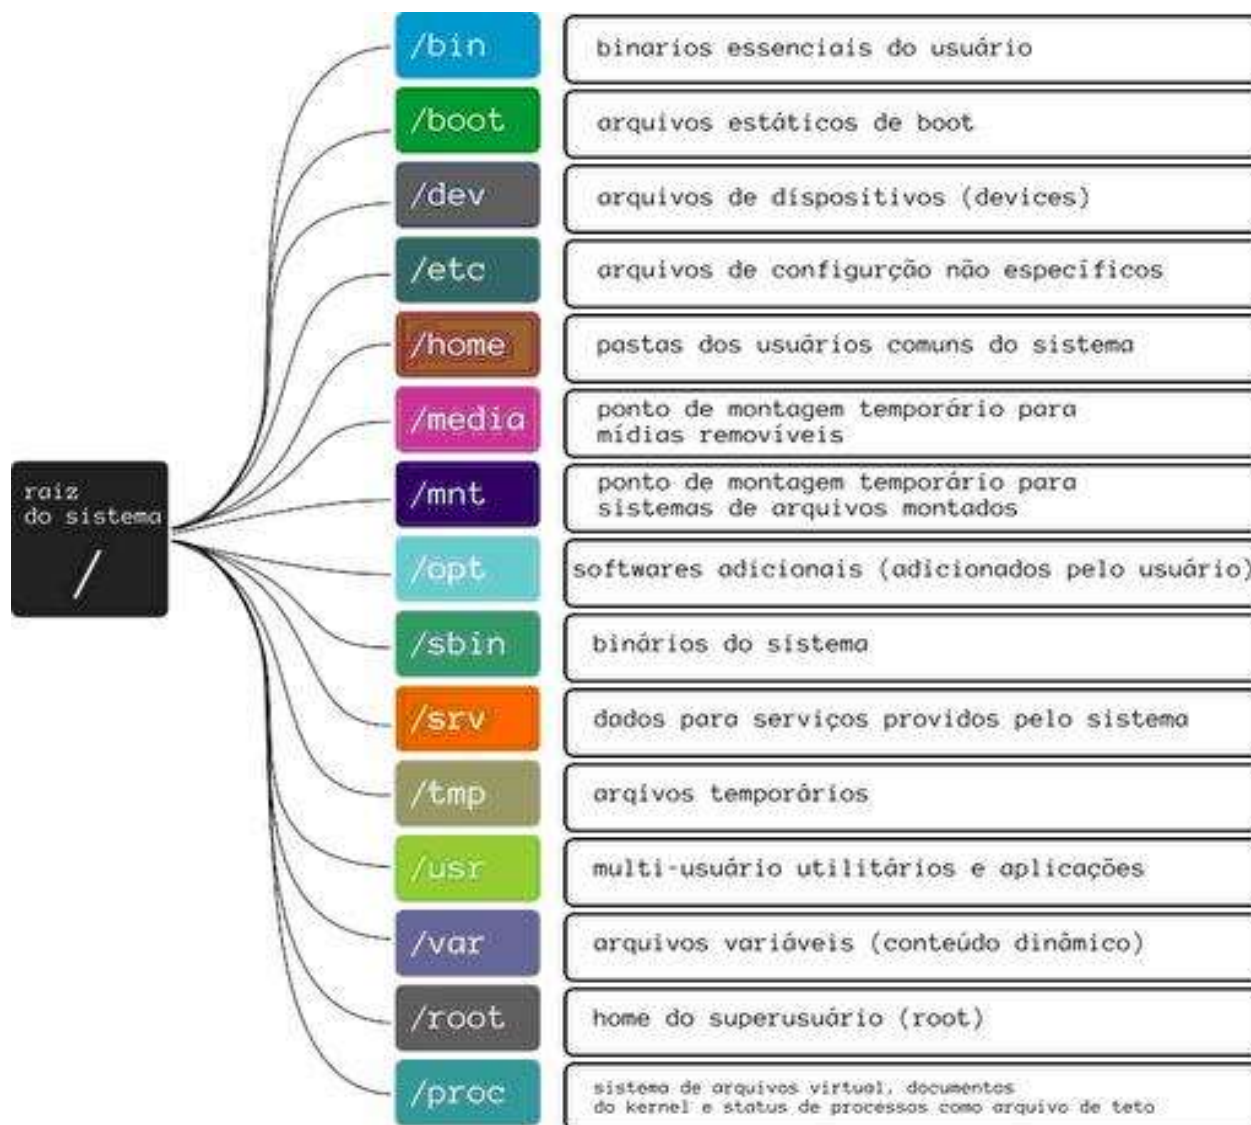 /bin
binarios essenciais do usuário
/boot
arquivos estáticos de boot
/dev
arquivos de dispositivos (devices)
/etc
arquivos de configurção não específicos
/home
pastas dos usuários comuns do sistema
/media
ponto de montagem temporário para
mídias removíveis
raiz
do sistema
/
/mnt
ponto de montagem temporário para
sistemas de arquivos montados
/opt
softwares adicionais (adicionados pelo usuário)
/sbin
binários do sistema
/srv
dados para serviços providos pelo sistema
/tmp
arqivos temporários
/usr
multi-usuário utilitários e aplicações
/var
arquivos variáveis (conteúdo dinâmico)
/root
home do superusuário (root)
/proc
sistema de arquivos virtual, documentos
do kernel e status de processos como arquivo de teto